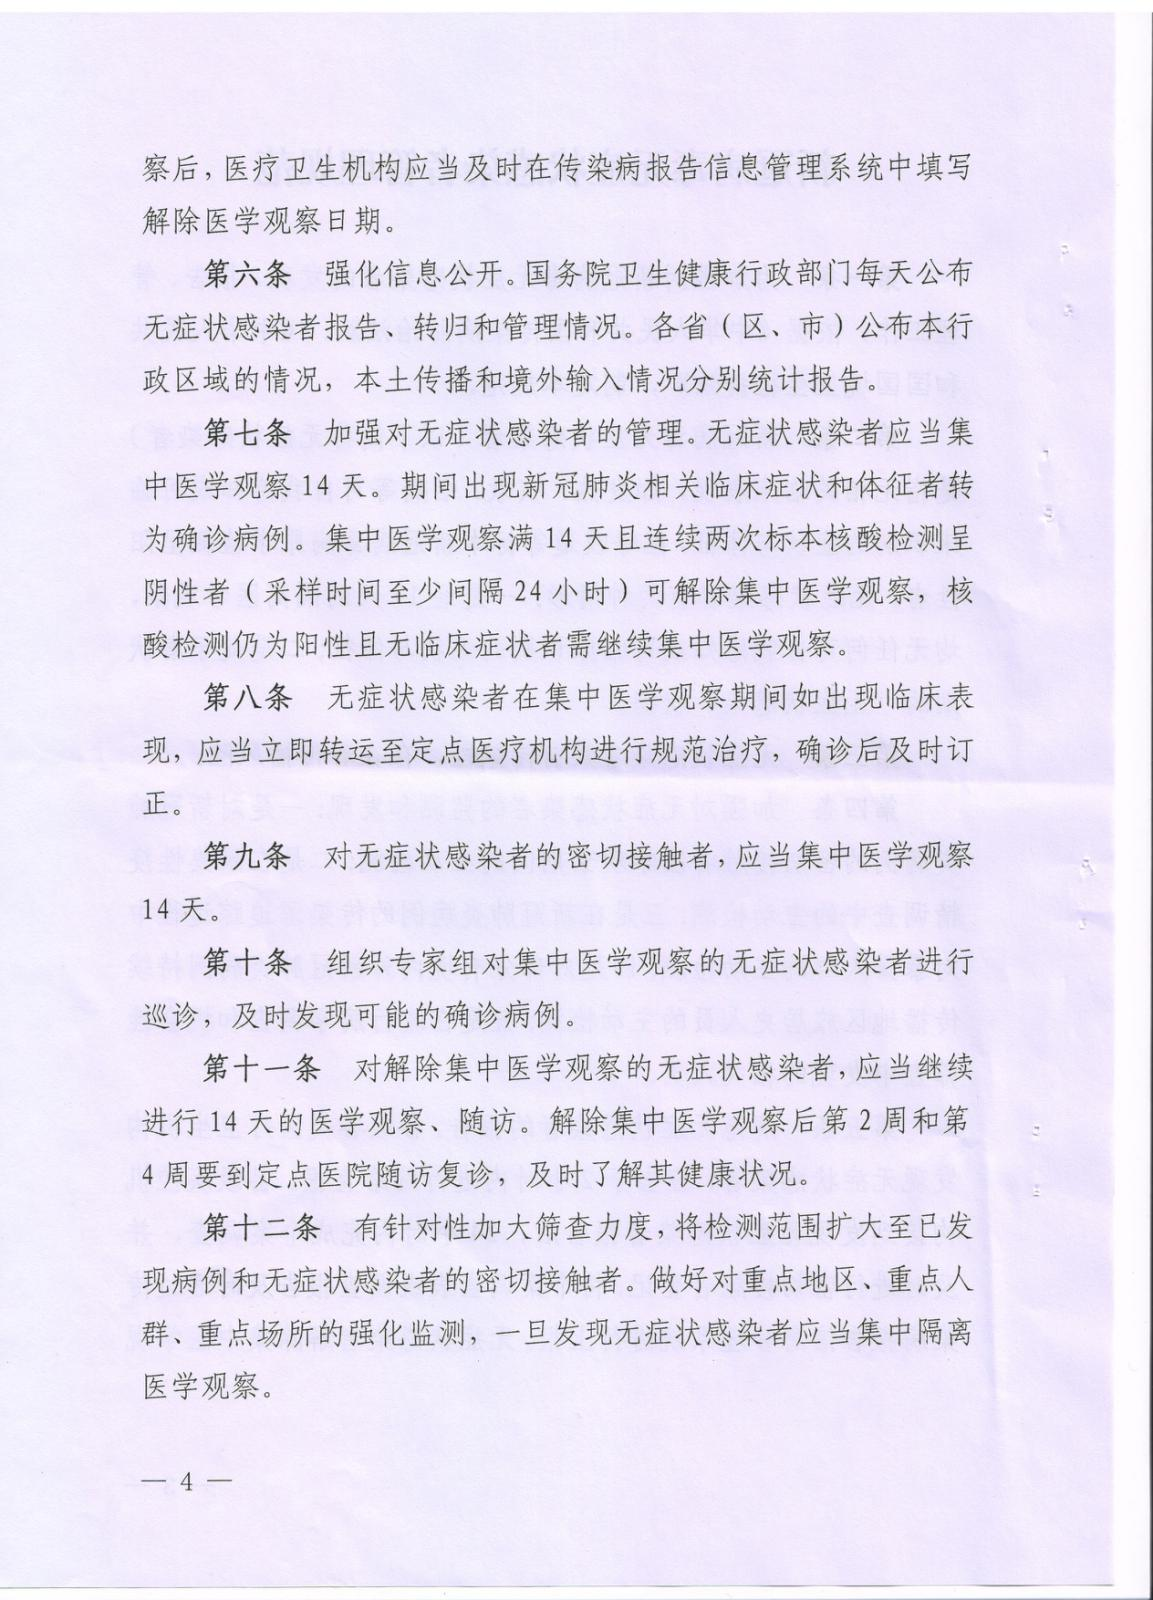 察后，医疗卫生机构应当及时在传染病报告信息管理系统中填写
解除医学观察日期。
第六条　强化信息公开。国务院卫生健康行政部门每天公布
无症状感染者报告、转归和管理情况。各省（区、市）公布本行
政区域的情况，本土传播和境外输入情况分别统计报告。
第七条　加强对无症状感染者的管理。无症状感染者应当集
中医学观察14天。期间出现新冠肺炎相关临床症状和体征者转
为确诊病例。集中医学观察满14天且连续两次标本核酸检测呈
阴性者（采样时间至少间隔24小时）可解除集中医学观察，核
酸检测仍为阳性且无临床症状者需继续集中医学观察。
第八条　无症状感染者在集中医学观察期间如出现临床表
现，应当立即转运至定点医疗机构进行规范治疗，确诊后及时订
正。
第九条　对无症状感染者的密切接触者，应当集中医学观察
14天。
第十条　组织专家组对集中医学观察的无症状感染者进行
巡诊，及时发现可能的确诊病例。
第十一条　对解除集中医学观察的无症状感染者，应当继续
进行14天的医学观察、随访。解除集中医学观察后第2周和第
4周要到定点医院随访复诊，及时了解其健康状况。
第十二条　有针对性加大筛查力度，将检测范围扩大至已发
现病例和无症状感染者的密切接触者。做好对重点地区、重点人
群、重点场所的强化监测，一旦发现无症状感染者应当集中隔离
医学观察。
— 4 —